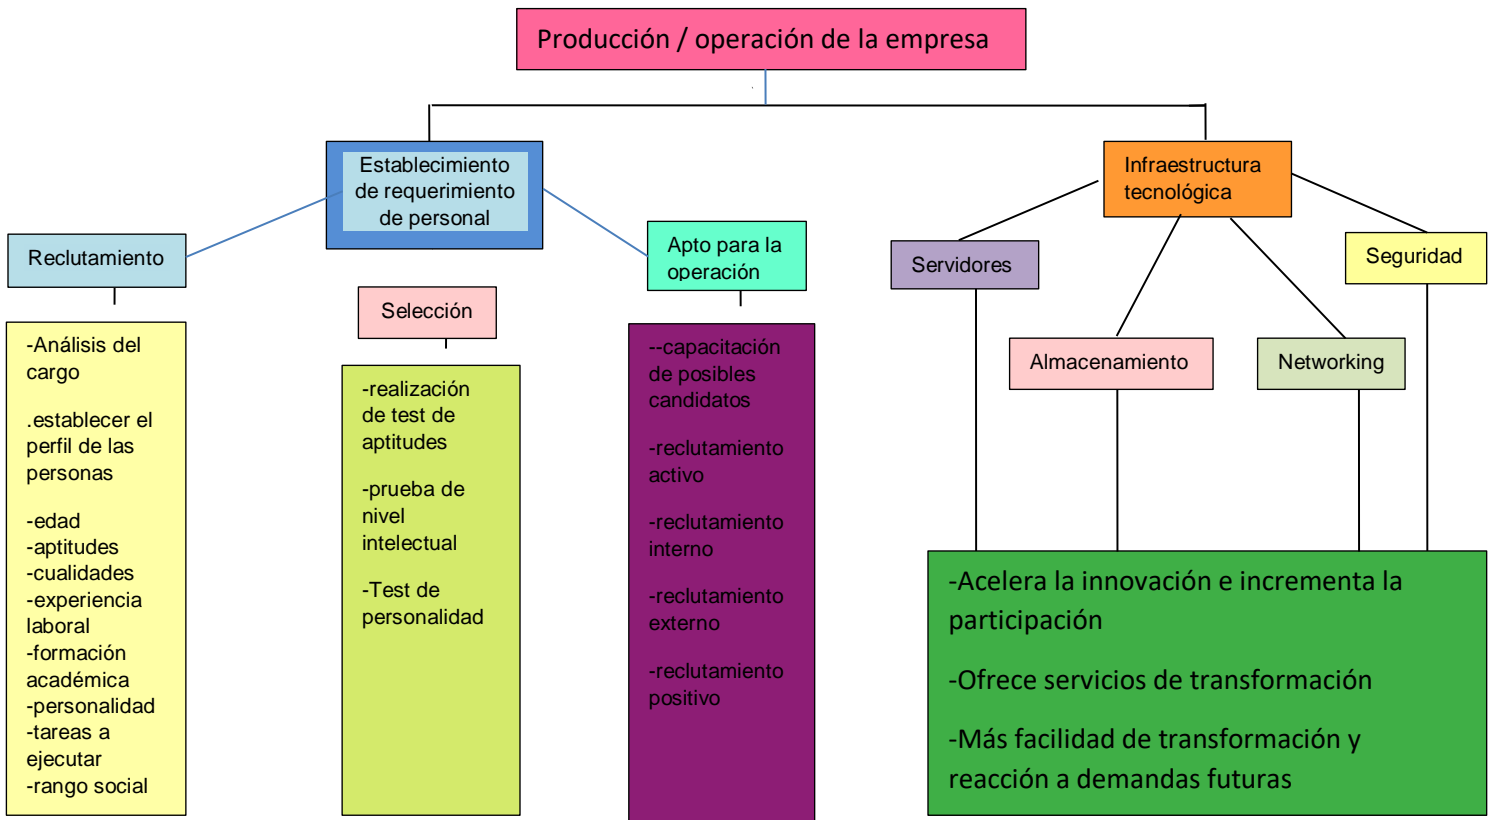 Producción / operación de la empresa
Establecimiento
de requerimiento
de personal
Infraestructura
tecnológica
Reclutamiento
Apto para la
operación
Servidores
Seguridad
Selección
Almacenamiento
Networking
-Análisis del
cargo
.establecer el
perfil de las
personas
-edad
-aptitudes
-cualidades
-experiencia
laboral
-formación
académica
-personalidad
-tareas a
ejecutar
-rango social
-realización
de test de
aptitudes
-prueba de
nivel
intelectual
-Test de
personalidad
--capacitación
de posibles
candidatos
-reclutamiento
activo
-reclutamiento
interno
-reclutamiento
externo
-reclutamiento
positivo
-Acelera la innovación e incrementa la
participación
-Ofrece servicios de transformación
-Más facilidad de transformación y
reacción a demandas futuras